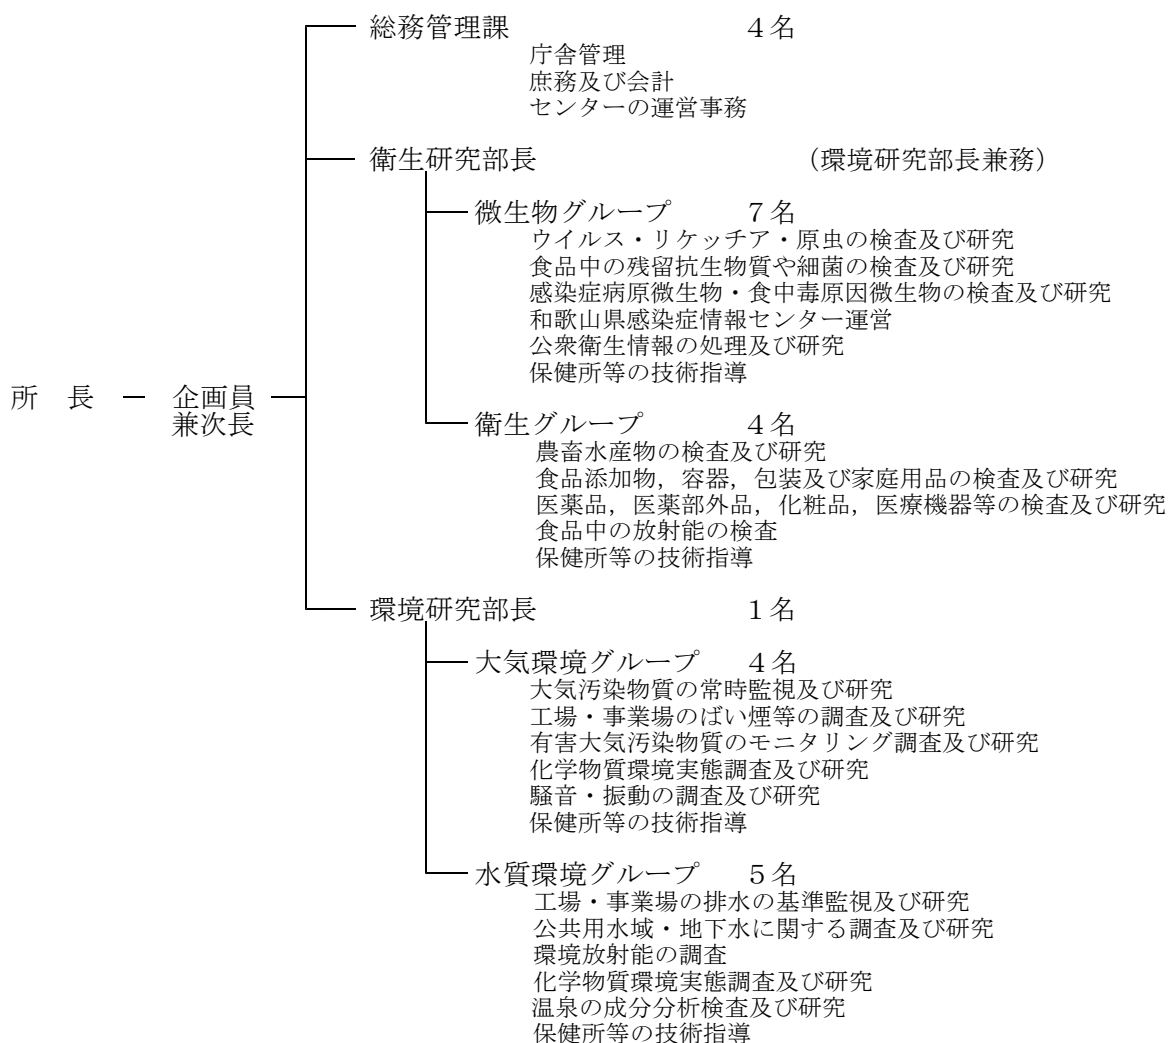 総務管理課 4名
庁舎管理
庶務及び会計
センターの運営事務
衛生研究部長 (環境研究部長兼務)
微生物グループ 7名
ウイルス・リケッチア・原虫の検査及び研究
食品中の残留抗生物質や細菌の検査及び研究
感染症病原微生物・食中毒原因微生物の検査及び研究
和歌山県感染症情報センター運営
公衆衛生情報の処理及び研究
保健所等の技術指導
所 長 ー 企画員
兼次長
衛生グループ 4名
農畜水産物の検査及び研究
食品添加物，容器，包装及び家庭用品の検査及び研究
医薬品，医薬部外品，化粧品，医療機器等の検査及び研究
食品中の放射能の検査
保健所等の技術指導
環境研究部長 1名
大気環境グループ 4名
大気汚染物質の常時監視及び研究
工場・事業場のばい煙等の調査及び研究
有害大気汚染物質のモニタリング調査及び研究
化学物質環境実態調査及び研究
騒音・振動の調査及び研究
保健所等の技術指導
水質環境グループ 5名
工場・事業場の排水の基準監視及び研究
公共用水域・地下水に関する調査及び研究
環境放射能の調査
化学物質環境実態調査及び研究
温泉の成分分析検査及び研究
保健所等の技術指導